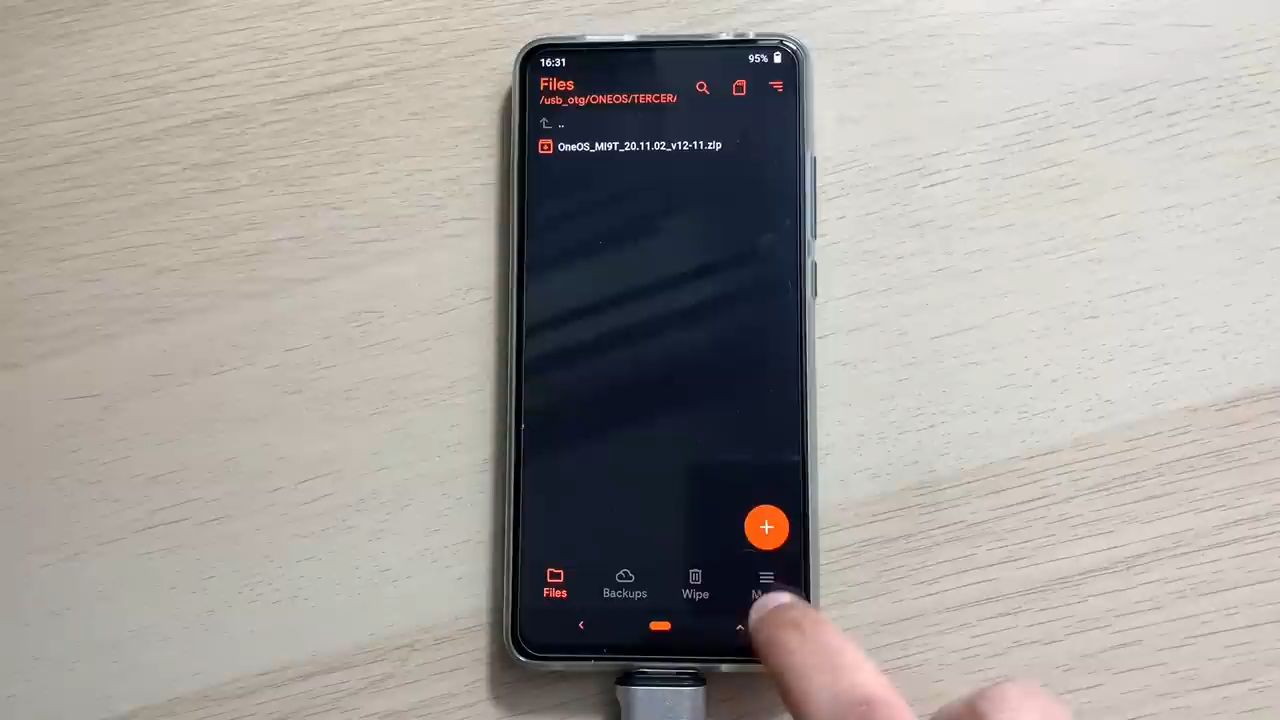 16:31
95%
Files
/usb_otg/ONEOS/TERCER/
..
OneOS_MI9T_20.11.02_v12-11.zip
Files
Backups
Wipe